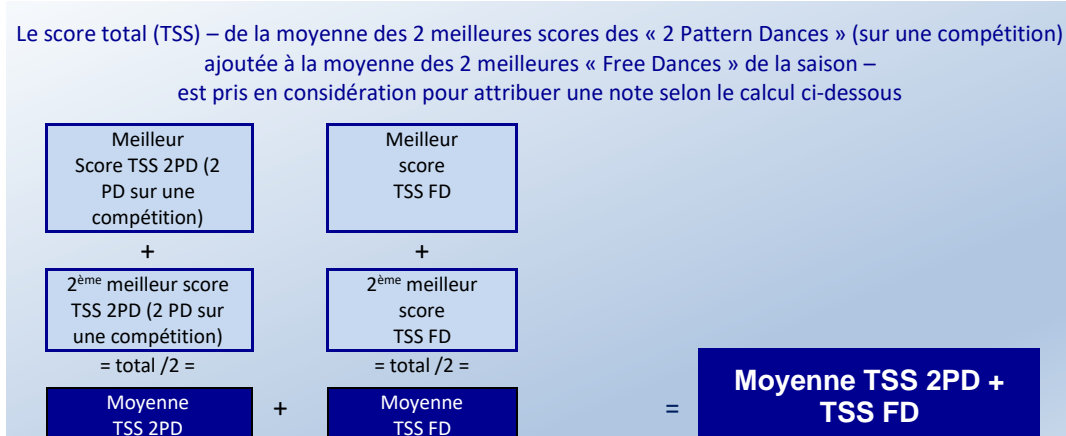 Le score total (TSS) – de la moyenne des 2 meilleures scores des « 2 Pattern Dances » (sur une compétition)
ajoutée à la moyenne des 2 meilleures « Free Dances » de la saison –
est pris en considération pour attribuer une note selon le calcul ci-dessous
Meilleur
Score TSS 2PD (2
PD sur une
compétition)
+
2ème meilleur score
TSS 2PD (2 PD sur
une compétition)
= total /2 =
Moyenne
TSS 2PD
+
Meilleur
score
TSS FD
+
2ème meilleur
score
TSS FD
= total /2 =
Moyenne
TSS FD
=
Moyenne TSS 2PD +
TSS FD